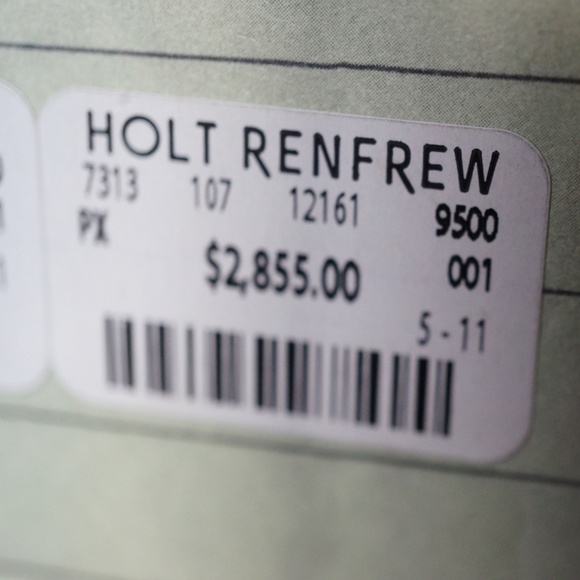 HOLT RENFREW
7313 107 12161 9500
PX $2,855.00 001
5 - 11